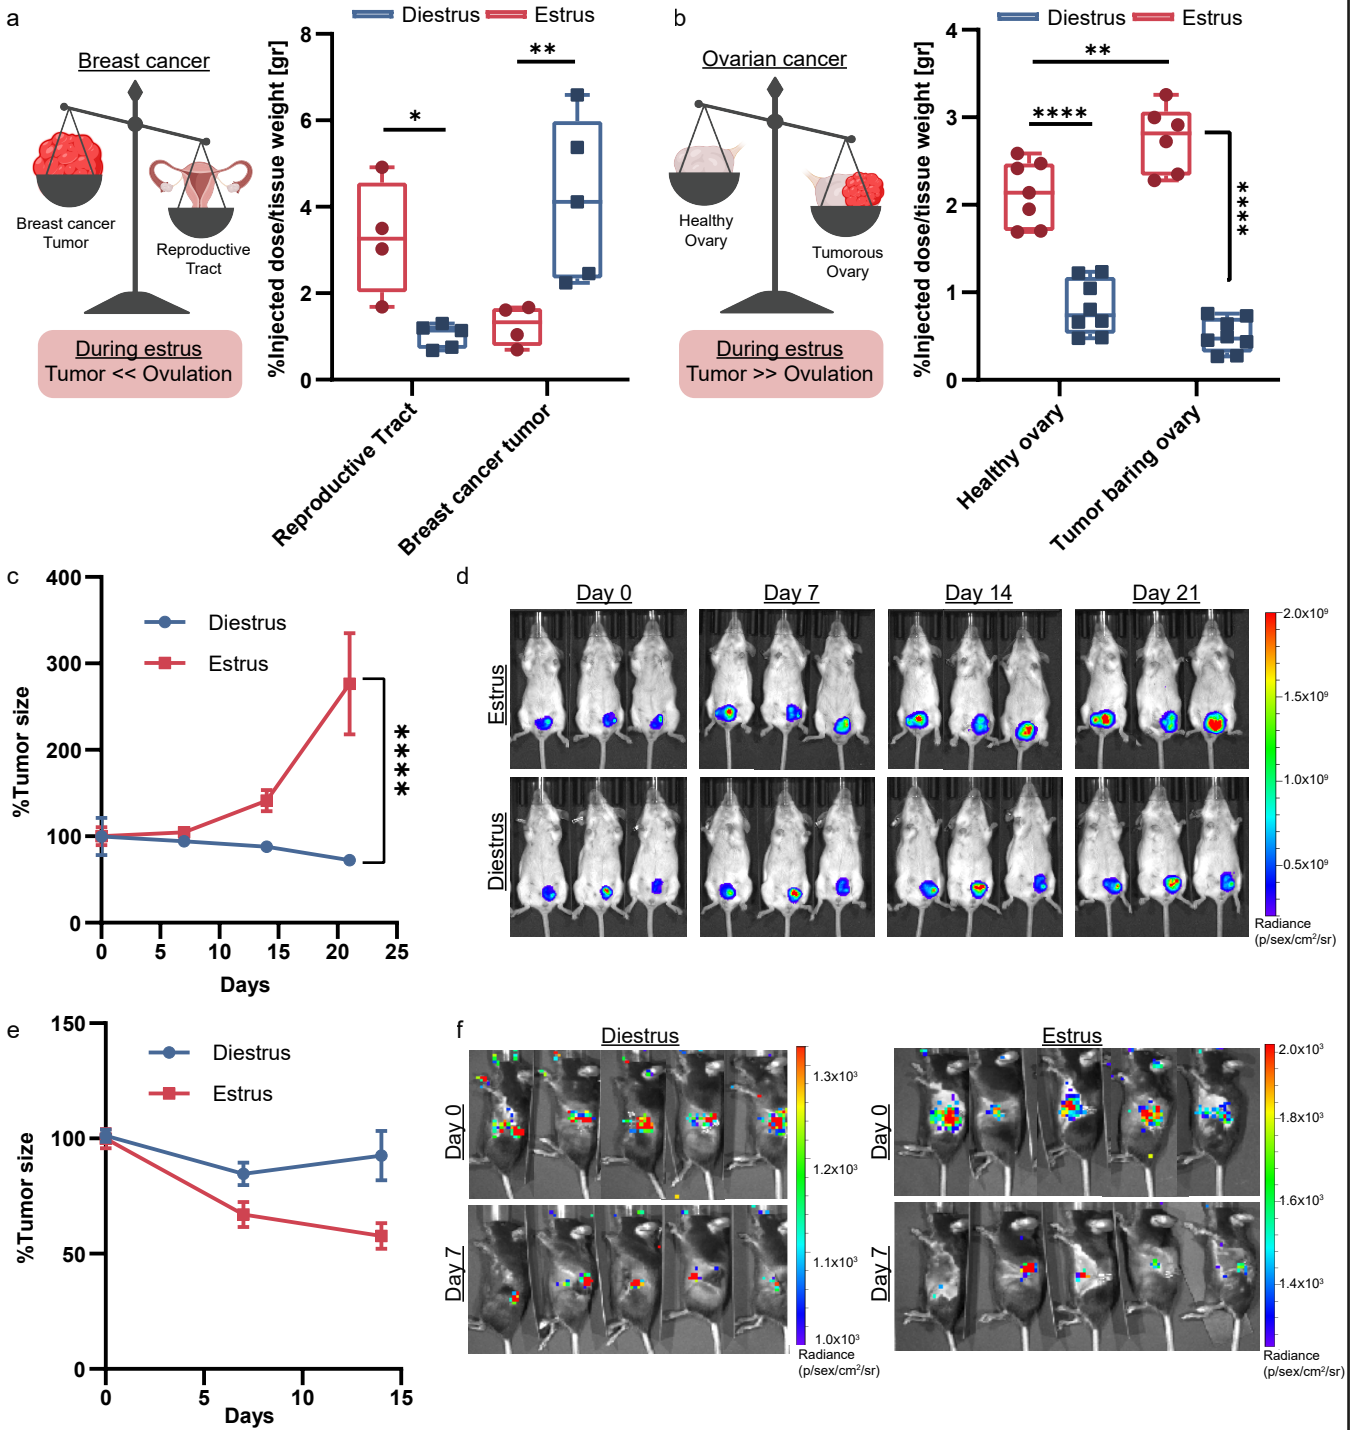 a
Diestrus
Estrus
b
Diestrus
Estrus
Breast cancer
Breast cancer
Tumor
Reproductive
Tract
During estrus
Tumor << Ovulation
%Injected dose/tissue weight [gr]
8
6
4
2
0
*
**
Reproductive Tract
Breast cancer tumor
Ovarian cancer
Healthy
Ovary
Tumorous
Ovary
During estrus
Tumor >> Ovulation
%Injected dose/tissue weight [gr]
4
3
2
1
0
**
****
****
Healthy ovary
Tumor baring ovary
c
%Tumor size
400
300
200
100
0
Diestrus
Estrus
****
0 5 10 15 20 25
Days
d
Day 0 Day 7 Day 14 Day 21
Estrus
Diestrus
2.0X10⁹
1.5X10⁹
1.0X10⁹
0.5X10⁹
Radiance
(p/sex/cm²/sr)
e
%Tumor size
150
100
50
0
Diestrus
Estrus
0 5 10 15
Days
f
Diestrus
Day 0
Day 7
1.3X10³
1.2X10³
1.1X10³
1.0X10³
Radiance
(p/sex/cm²/sr)
Estrus
Day 0
Day 7
2.0X10³
1.8X10³
1.6X10³
1.4X10³
Radiance
(p/sex/cm²/sr)